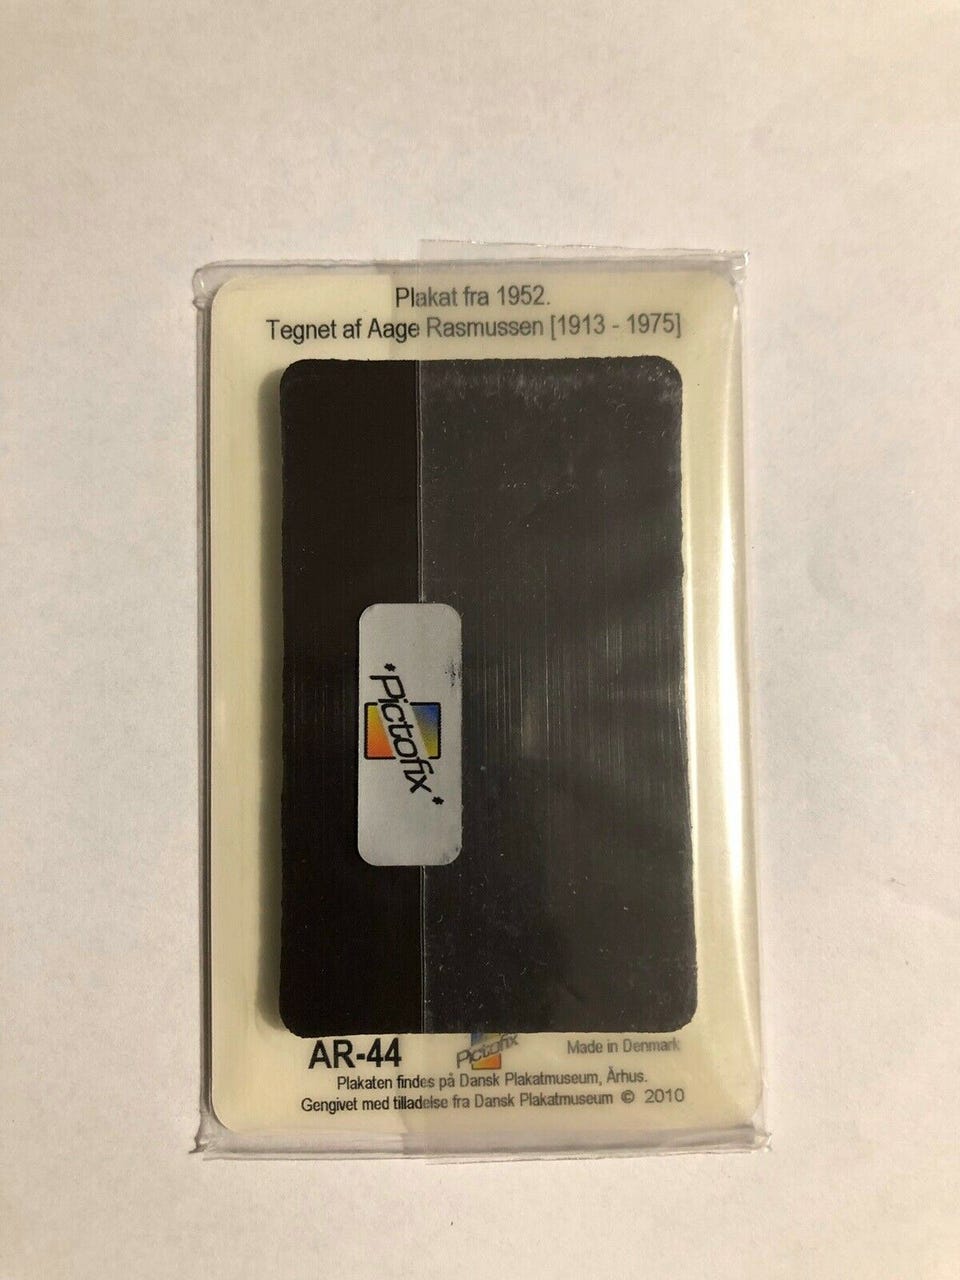 Plakat fra 1952.
Tegnet af Aage Rasmussen [1913 - 1975]
*Pictofix*
AR-44
Pictofix
Made in Denmark
Plakaten findes på Dansk Plakatmuseum, Århus.
Gengivet med tilladelse fra Dansk Plakatmuseum © 2010